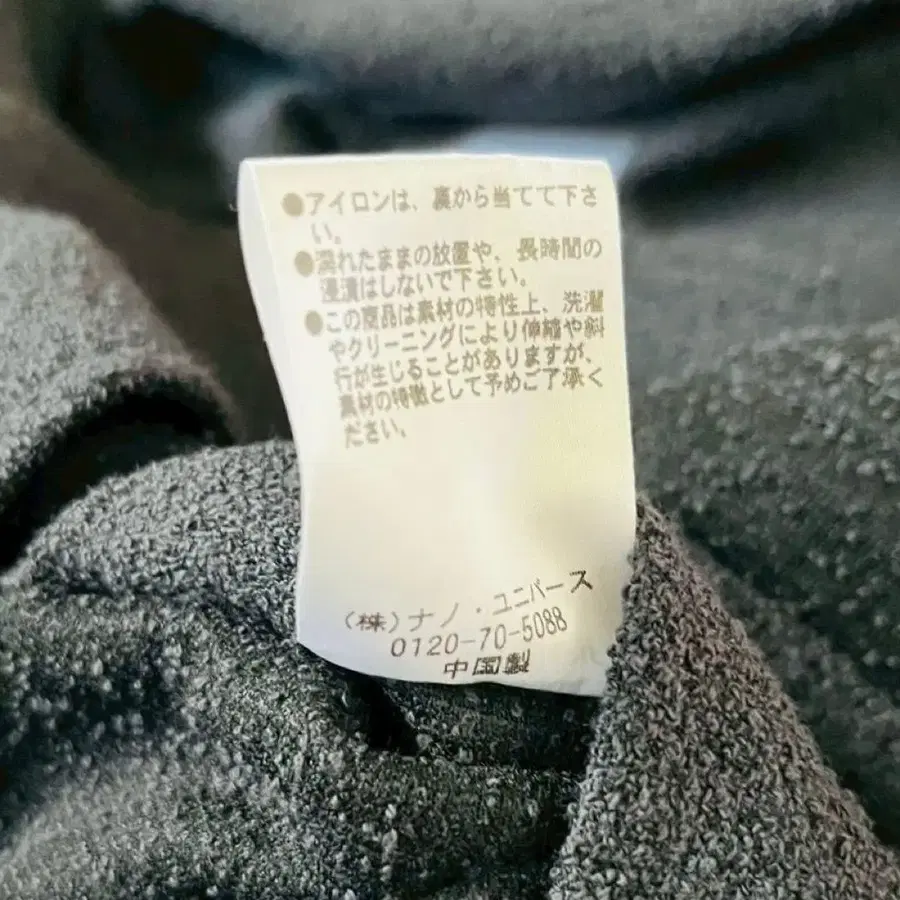 ●アイロンは、裏から当てて下さ
い。
●濡れたままの放置や、長時間の
浸漬はしないで下さい。
●この商品は素材の特性上、洗濯
やクリーニングにより伸縮や斜
行が生じることがありますが、
素材の特徴として予めご了承く
ださい。
(株)ナノ・ユニバース
0120-70-5088
中国製